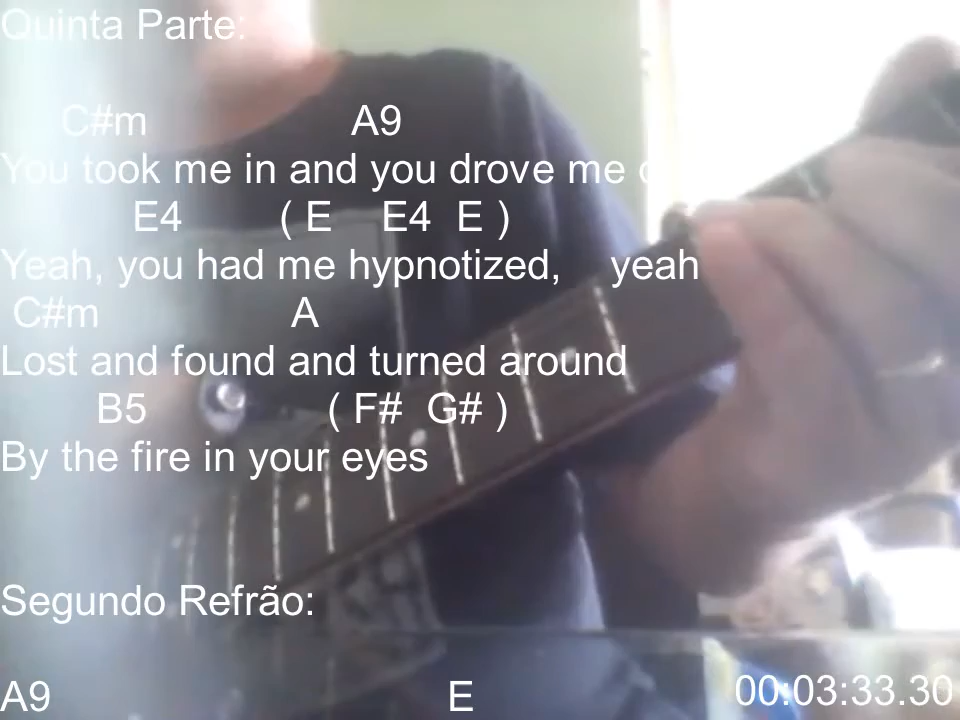 Quinta Parte:
C#m A9
You took me in and you drove me
E4 ( E E4 E )
Yeah, you had me hypnotized, yeah
C#m A
Lost and found and turned around
B5 ( F# G# )
By the fire in your eyes
Segundo Refrão:
A9 E
00:03:33.30